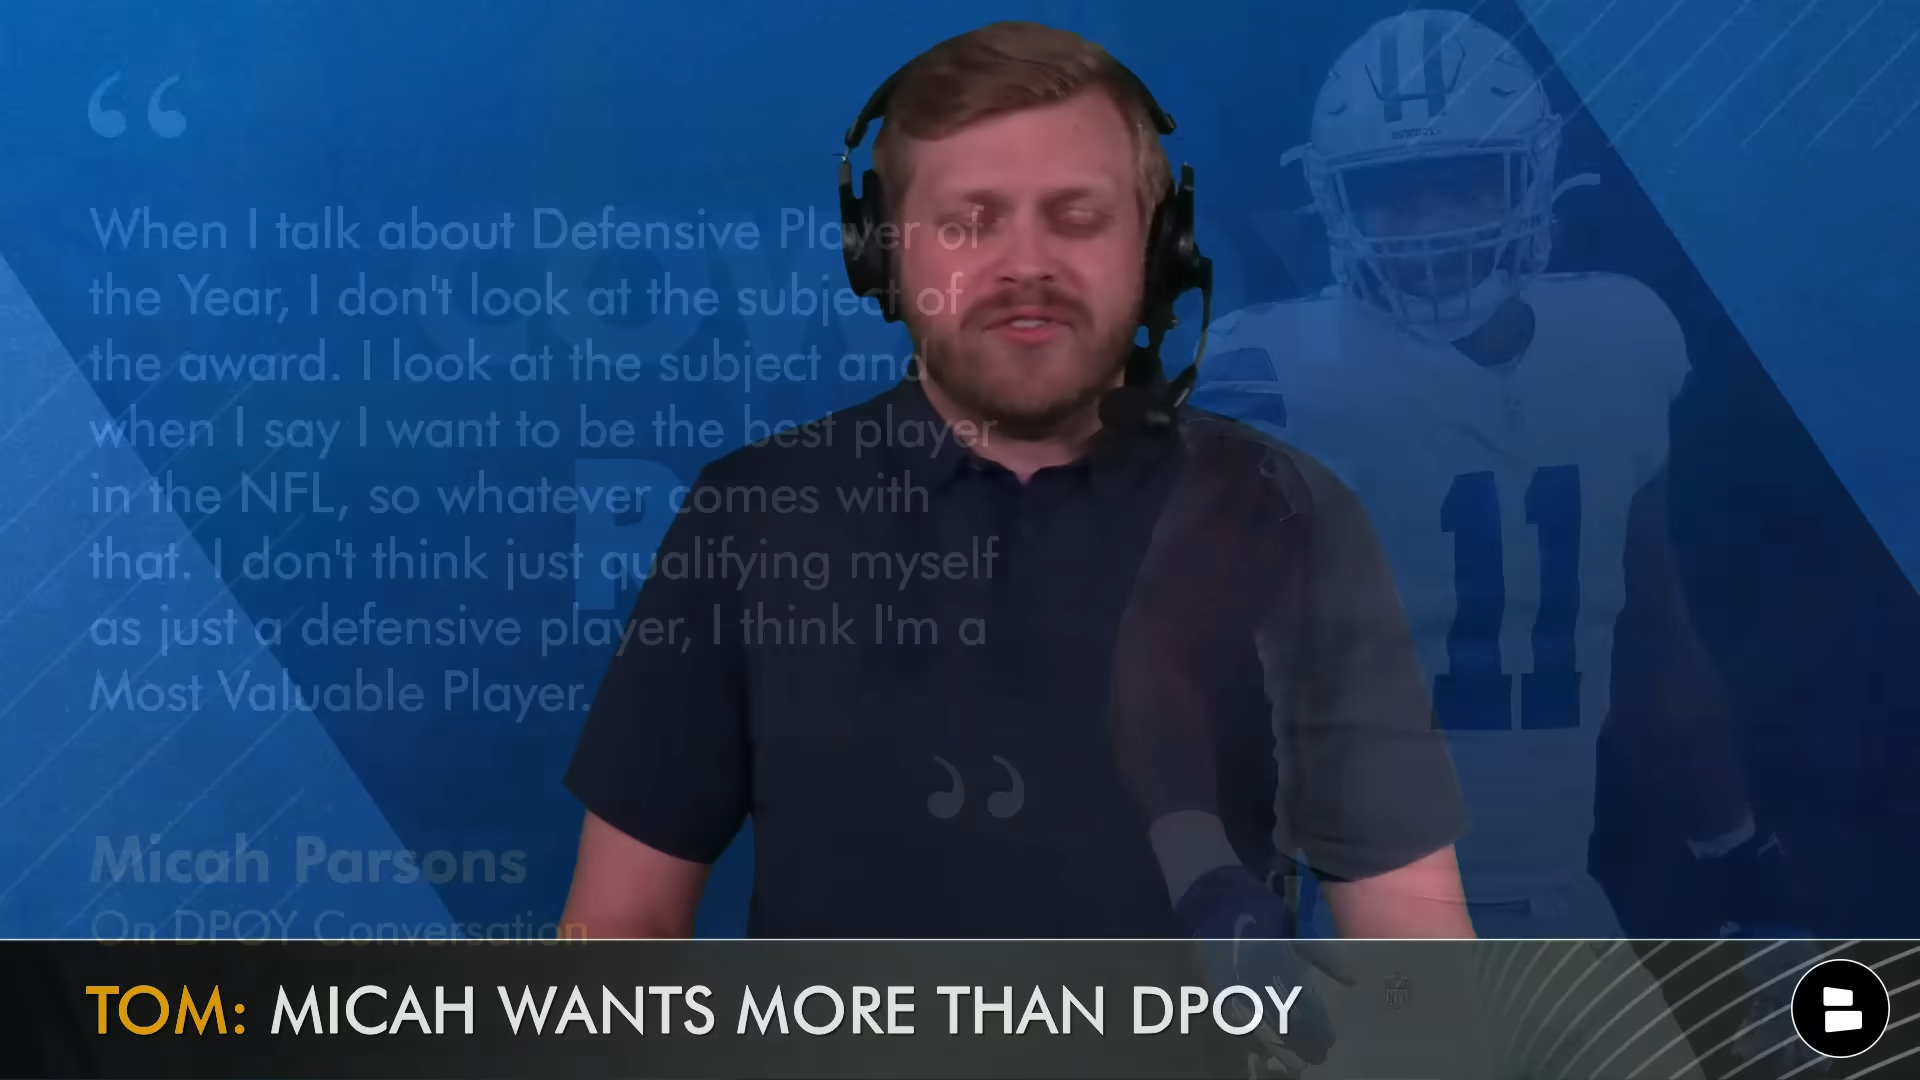 “
When I talk about Defensive Player of
the Year, I don't look at the subject of
the award. I look at the subject and
when I say I want to be the best player
in the NFL, so whatever comes with
that. I don't think just qualifying myself
as just a defensive player, I think I'm a
Most Valuable Player.
”
Micah Parsons
On DPOY Conversation
11
TOM: MICAH WANTS MORE THAN DPOY